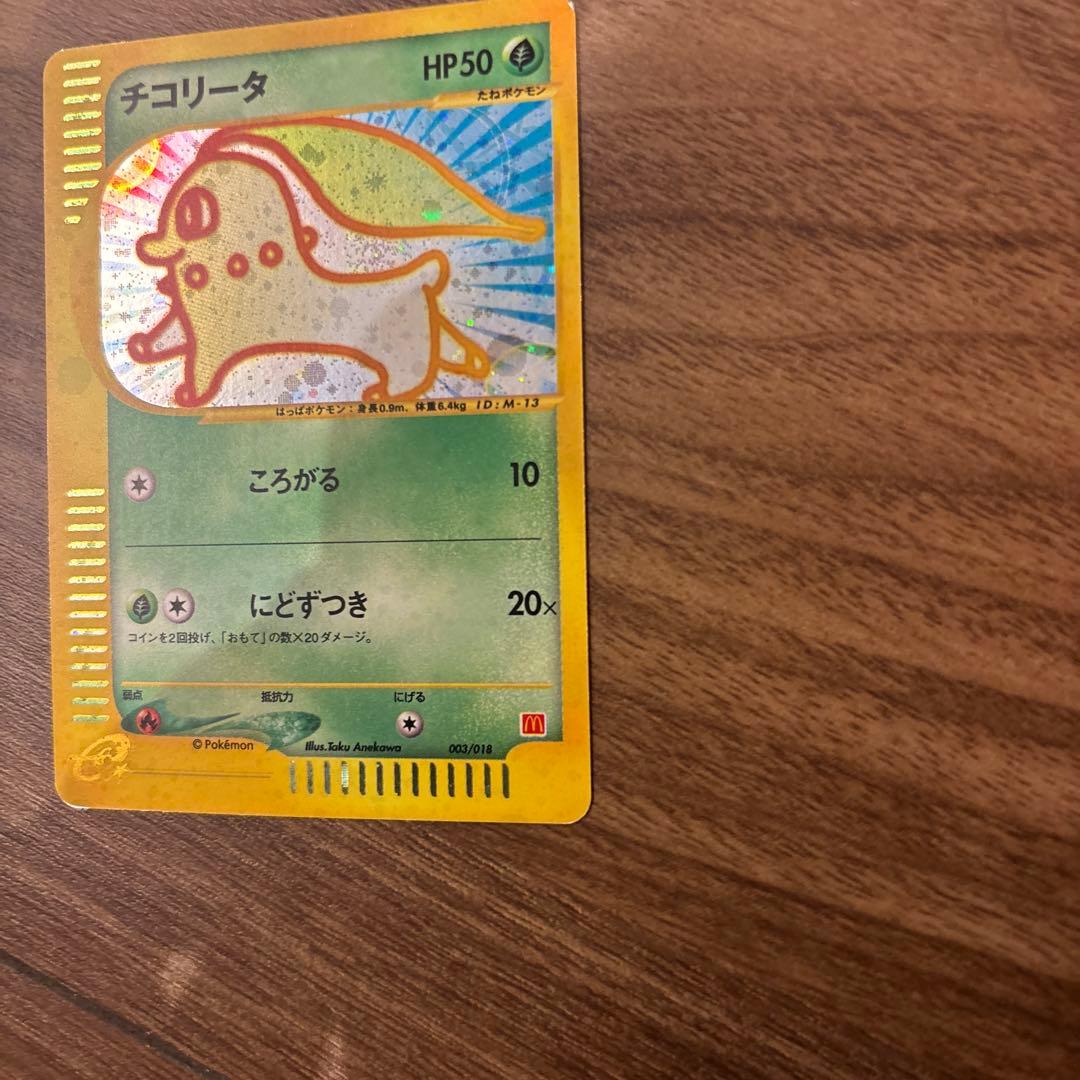 チコリータ
HP50
たねポケモン
はっぱポケモン：身長0.9m、体重6.4kg ID:M-13
ころがる 10
にどずつき 20×
コインを2回投げ、「おもて」の数×20ダメージ。
弱点 抵抗力 にげる
© Pokémon Illus.Taku Anekawa 003/018